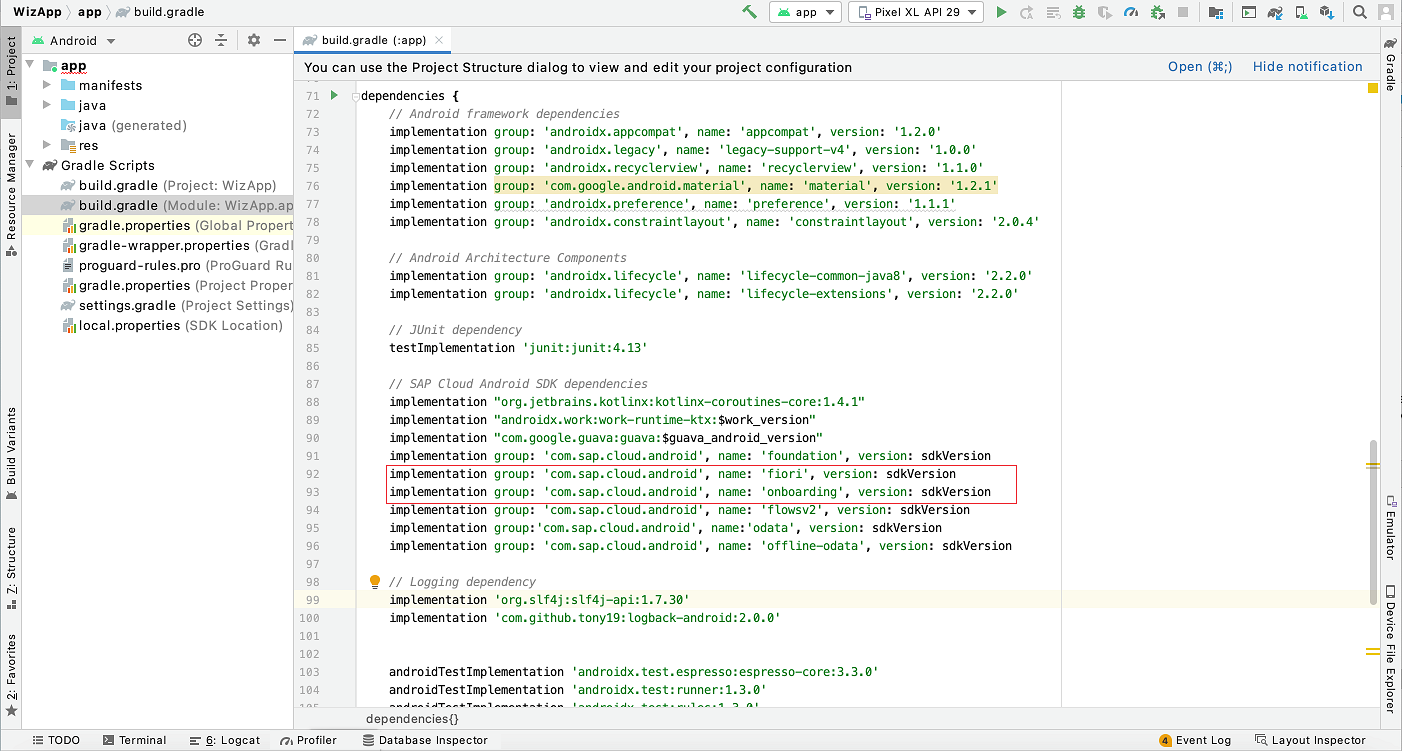 WizApp app build.gradle app Pixel XL API 29
1: Project
Android
build.gradle (:app)
You can use the Project Structure dialog to view and edit your project configuration Open (⌘;) Hide notification
app
manifests
java
java (generated)
res
Gradle Scripts
build.gradle (Project: WizApp)
build.gradle (Module: WizApp.ap
gradle.properties (Global Propert
gradle-wrapper.properties (Gradl
proguard-rules.pro (ProGuard Ru
gradle.properties (Project Proper
settings.gradle (Project Settings)
local.properties (SDK Location)
Resource Manager
Build Variants
Z: Structure
2: Favorites
71 dependencies {
72 // Android framework dependencies
73 implementation group: 'androidx.appcompat', name: 'appcompat', version: '1.2.0'
74 implementation group: 'androidx.legacy', name: 'legacy-support-v4', version: '1.0.0'
75 implementation group: 'androidx.recyclerview', name: 'recyclerview', version: '1.1.0'
76 implementation group: 'com.google.android.material', name: 'material', version: '1.2.1'
77 implementation group: 'androidx.preference', name: 'preference', version: '1.1.1'
78 implementation group: 'androidx.constraintlayout', name: 'constraintlayout', version: '2.0.4'
79
80 // Android Architecture Components
81 implementation group: 'androidx.lifecycle', name: 'lifecycle-common-java8', version: '2.2.0'
82 implementation group: 'androidx.lifecycle', name: 'lifecycle-extensions', version: '2.2.0'
83
84 // JUnit dependency
85 testImplementation 'junit:junit:4.13'
86
87 // SAP Cloud Android SDK dependencies
88 implementation "org.jetbrains.kotlinx:kotlinx-coroutines-core:1.4.1"
89 implementation "androidx.work:work-runtime-ktx:$work_version"
90 implementation "com.google.guava:guava:$guava_android_version"
91 implementation group: 'com.sap.cloud.android', name: 'foundation', version: sdkVersion
92 implementation group: 'com.sap.cloud.android', name: 'fiori', version: sdkVersion
93 implementation group: 'com.sap.cloud.android', name: 'onboarding', version: sdkVersion
94 implementation group: 'com.sap.cloud.android', name: 'flowsv2', version: sdkVersion
95 implementation group:'com.sap.cloud.android', name:'odata', version: sdkVersion
96 implementation group: 'com.sap.cloud.android', name: 'offline-odata', version: sdkVersion
97
98 // Logging dependency
99 implementation 'org.slf4j:slf4j-api:1.7.30'
100 implementation 'com.github.tony19:logback-android:2.0.0'
101
102
103 androidTestImplementation 'androidx.test.espresso:espresso-core:3.3.0'
104 androidTestImplementation 'androidx.test:runner:1.3.0'
105 androidTestImplementation 'androidx.test:rules:1.3.0'
dependencies{}
Gradle
Emulator
Device File Explorer
TODO Terminal 6: Logcat Profiler Database Inspector 4 Event Log Layout Inspector